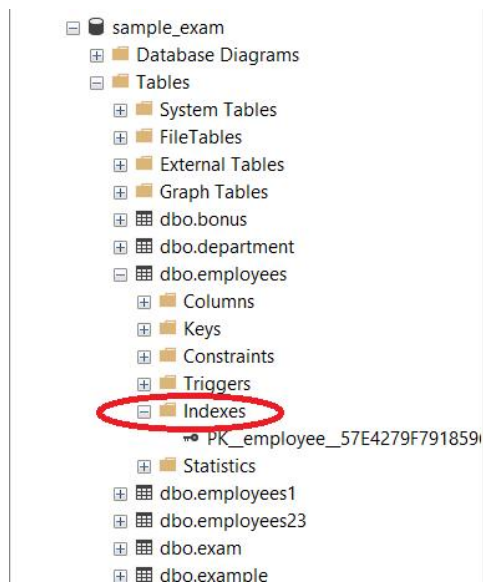 sample_exam
Database Diagrams
Tables
System Tables
FileTables
External Tables
Graph Tables
dbo.bonus
dbo.department
dbo.employees
Columns
Keys
Constraints
Triggers
Indexes
PK__employee__57E4279F791859
Statistics
dbo.employees1
dbo.employees23
dbo.exam
dbo.example